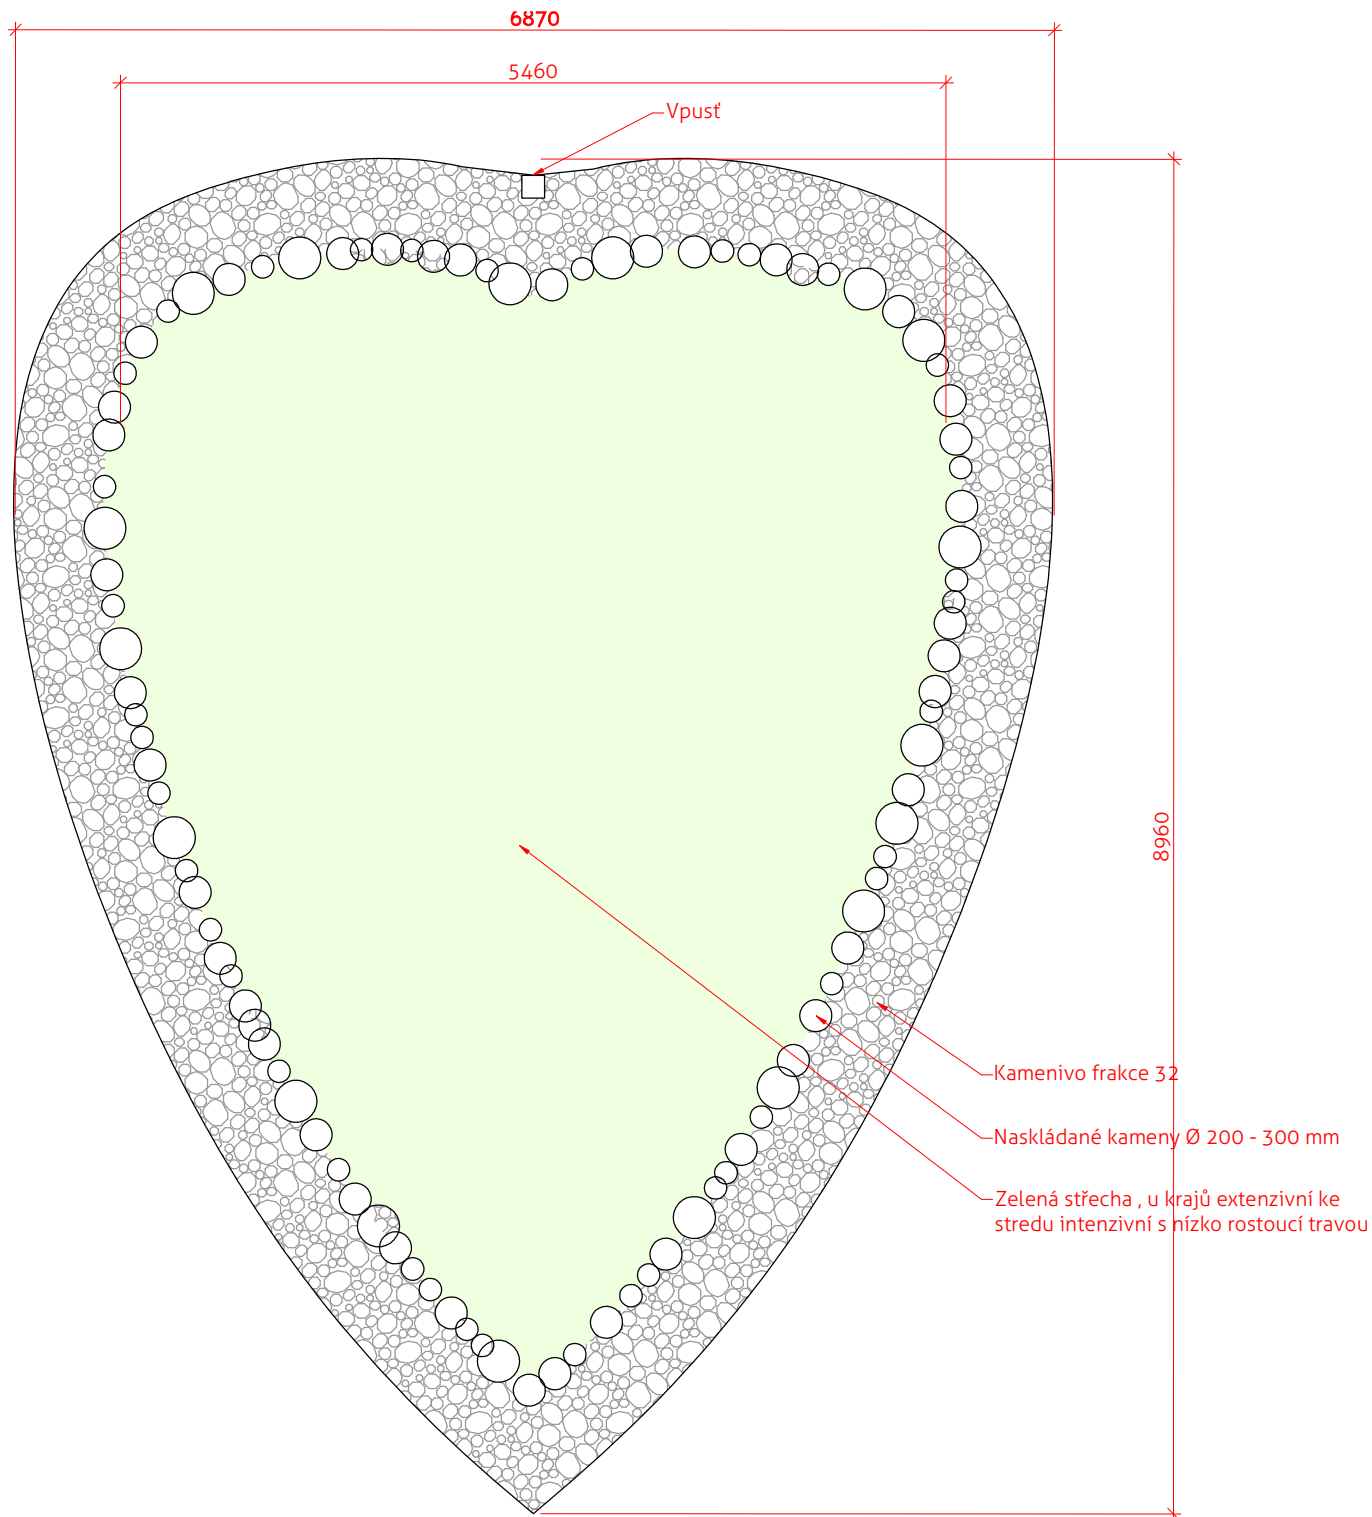 6870
5460
Vpusť
8960
Kamenivo frakce 32
Naskládané kameny Ø 200 - 300 mm
Zelená střecha , u krajů extenzivní ke
stredu intenzivní s nízko rostoucí travou